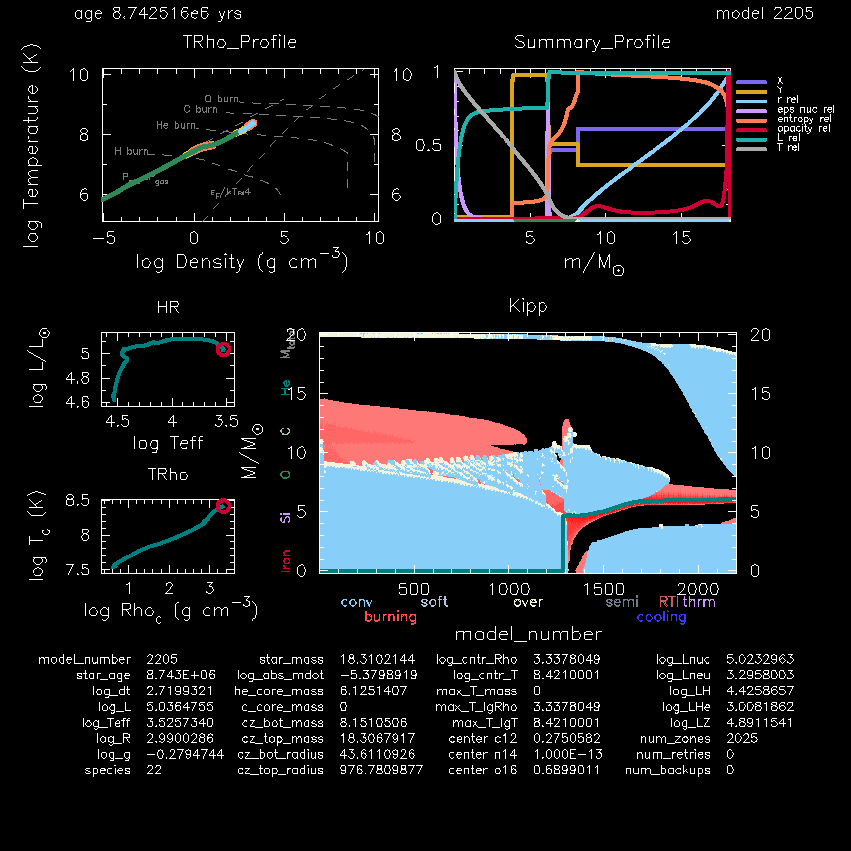 age 8.742516e6 yrs model 2205
TRho_Profile Summary_Profile
log Temperature (K)
10 8 6
10 8 6
O burn
C burn
He burn
H burn
gas
−5 0 5 10
log Density (g cm−3)
1 0.5 0
5 10 15
m/M⊙
X
Y
r rel
eps nuc rel
entropy rel
opacity rel
L rel
T rel
HR Kipp
log L/L⊙
5 4.8 4.6
4.5 4 3.5
log Teff
TRho
log Tc (K)
8.5 8 7.5
1 2 3
log Rhoc (g cm−3)
M/M⊙
Iron Si O C He Mtot
20 15 10 5 0
20 15 10 5 0
500 1000 1500 2000
conv soft over semi RTI thrm
burning cooling
model_number
model_number 2205 star_mass 18.3102144 log_cntr_Rho 3.3378049 log_Lnuc 5.0232963
star_age 8.743E+06 log_abs_mdot −5.3798919 log_cntr_T 8.4210001 log_Lneu 3.2958003
log_dt 2.7199321 he_core_mass 6.1251407 max_T_mass 0 log_LH 4.4258657
log_L 5.0364755 c_core_mass 0 max_T_lgRho 3.3378049 log_LHe 3.0081862
log_Teff 3.5257340 cz_bot_mass 8.1510506 max_T_lgT 8.4210001 log_LZ 4.8911541
log_R 2.9900286 cz_top_mass 18.3067917 center c12 0.2750582 num_zones 2025
log_g −0.2794744 cz_bot_radius 43.6110926 center n14 1.000E−13 num_retries 0
species 22 cz_top_radius 976.7809877 center o16 0.6899011 num_backups 0